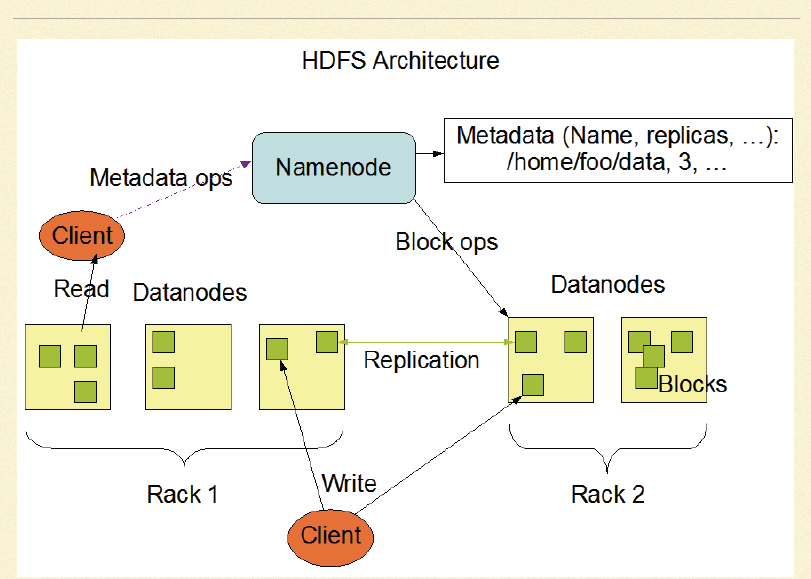 HDFS Architecture
Metadata (Name, replicas, …):
/home/foo/data, 3, …
Namenode
Metadata ops
Client
Block ops
Read
Datanodes
Datanodes
Replication
Blocks
Write
Rack 1
Rack 2
Client